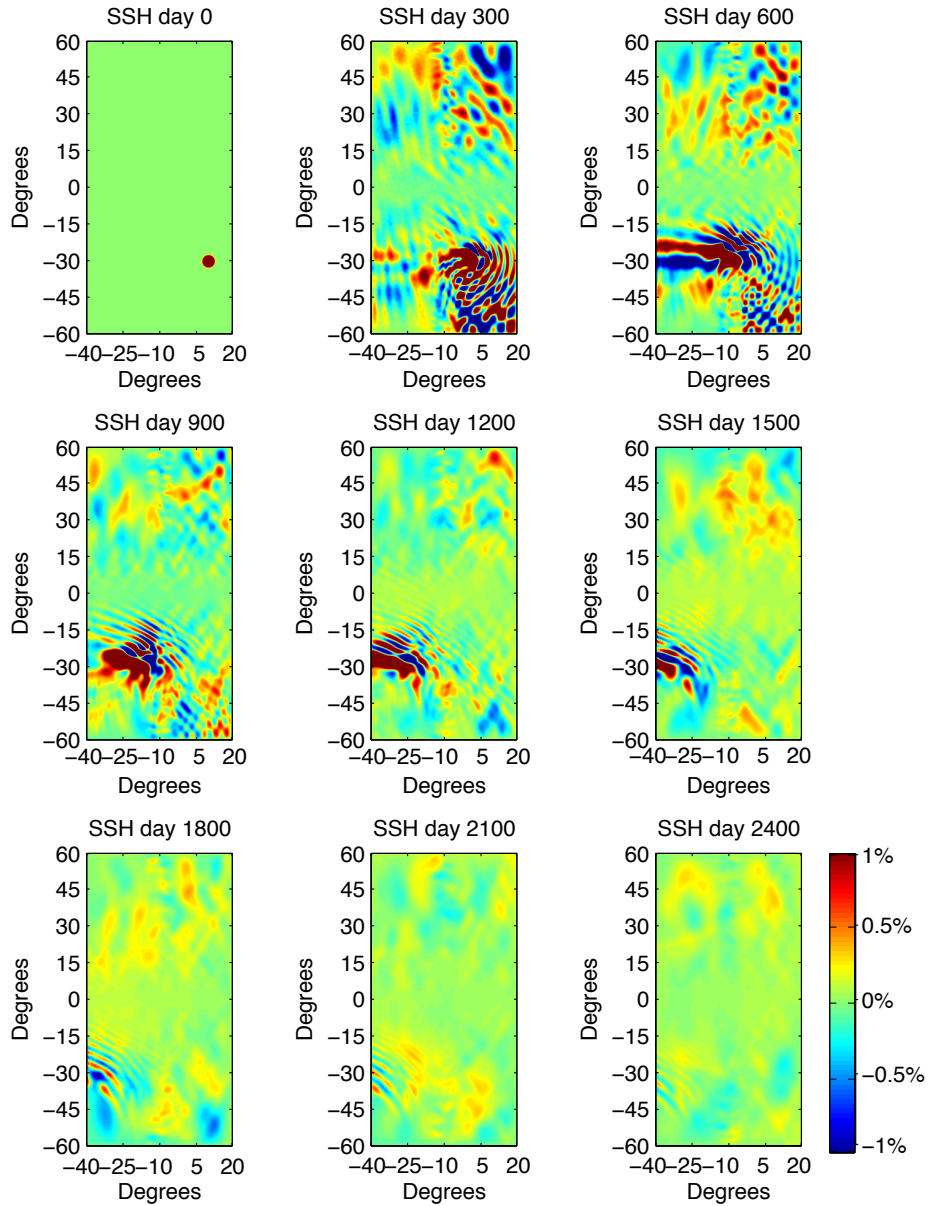 SSH day 0
SSH day 300
SSH day 600
60
45
30
15
0
−15
−30
−45
−60
Degrees
−40−25−10 5 20
Degrees
60
45
30
15
0
−15
−30
−45
−60
Degrees
−40−25−10 5 20
Degrees
60
45
30
15
0
−15
−30
−45
−60
Degrees
−40−25−10 5 20
Degrees
SSH day 900
SSH day 1200
SSH day 1500
60
45
30
15
0
−15
−30
−45
−60
Degrees
−40−25−10 5 20
Degrees
60
45
30
15
0
−15
−30
−45
−60
Degrees
−40−25−10 5 20
Degrees
60
45
30
15
0
−15
−30
−45
−60
Degrees
−40−25−10 5 20
Degrees
SSH day 1800
SSH day 2100
SSH day 2400
60
45
30
15
0
−15
−30
−45
−60
Degrees
−40−25−10 5 20
Degrees
60
45
30
15
0
−15
−30
−45
−60
Degrees
−40−25−10 5 20
Degrees
60
45
30
15
0
−15
−30
−45
−60
Degrees
−40−25−10 5 20
Degrees
1%
0.5%
0%
−0.5%
−1%